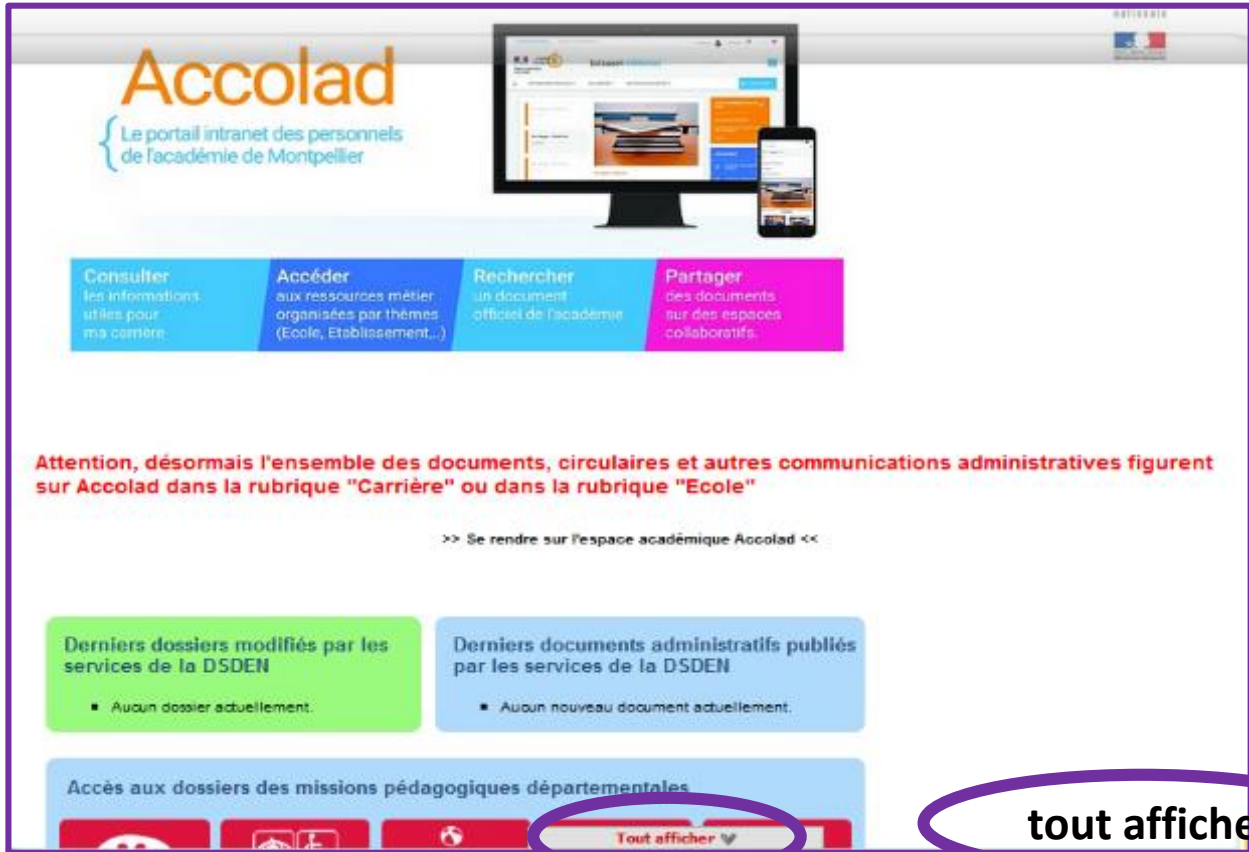 nationale
Accolad
Le portail intranet des personnels
de l'académie de Montpellier
Consulter
les informations
utiles pour
ma carrière
Accéder
aux ressources métier
organisées par thèmes
(Ecole, Etablissement,..)
Rechercher
un document
officiel de l'académie
Partager
des documents
sur des espaces
collaboratifs.
Attention, désormais l'ensemble des documents, circulaires et autres communications administratives figurent
sur Accolad dans la rubrique "Carrière" ou dans la rubrique "Ecole"
>> Se rendre sur l'espace académique Accolad <<
Derniers dossiers modifiés par les
services de la DSDEN
▪ Aucun dossier actuellement.
Derniers documents administratifs publiés
par les services de la DSDEN
▪ Aucun nouveau document actuellement.
Accès aux dossiers des missions pédagogiques départementales
Tout afficher
tout affiche